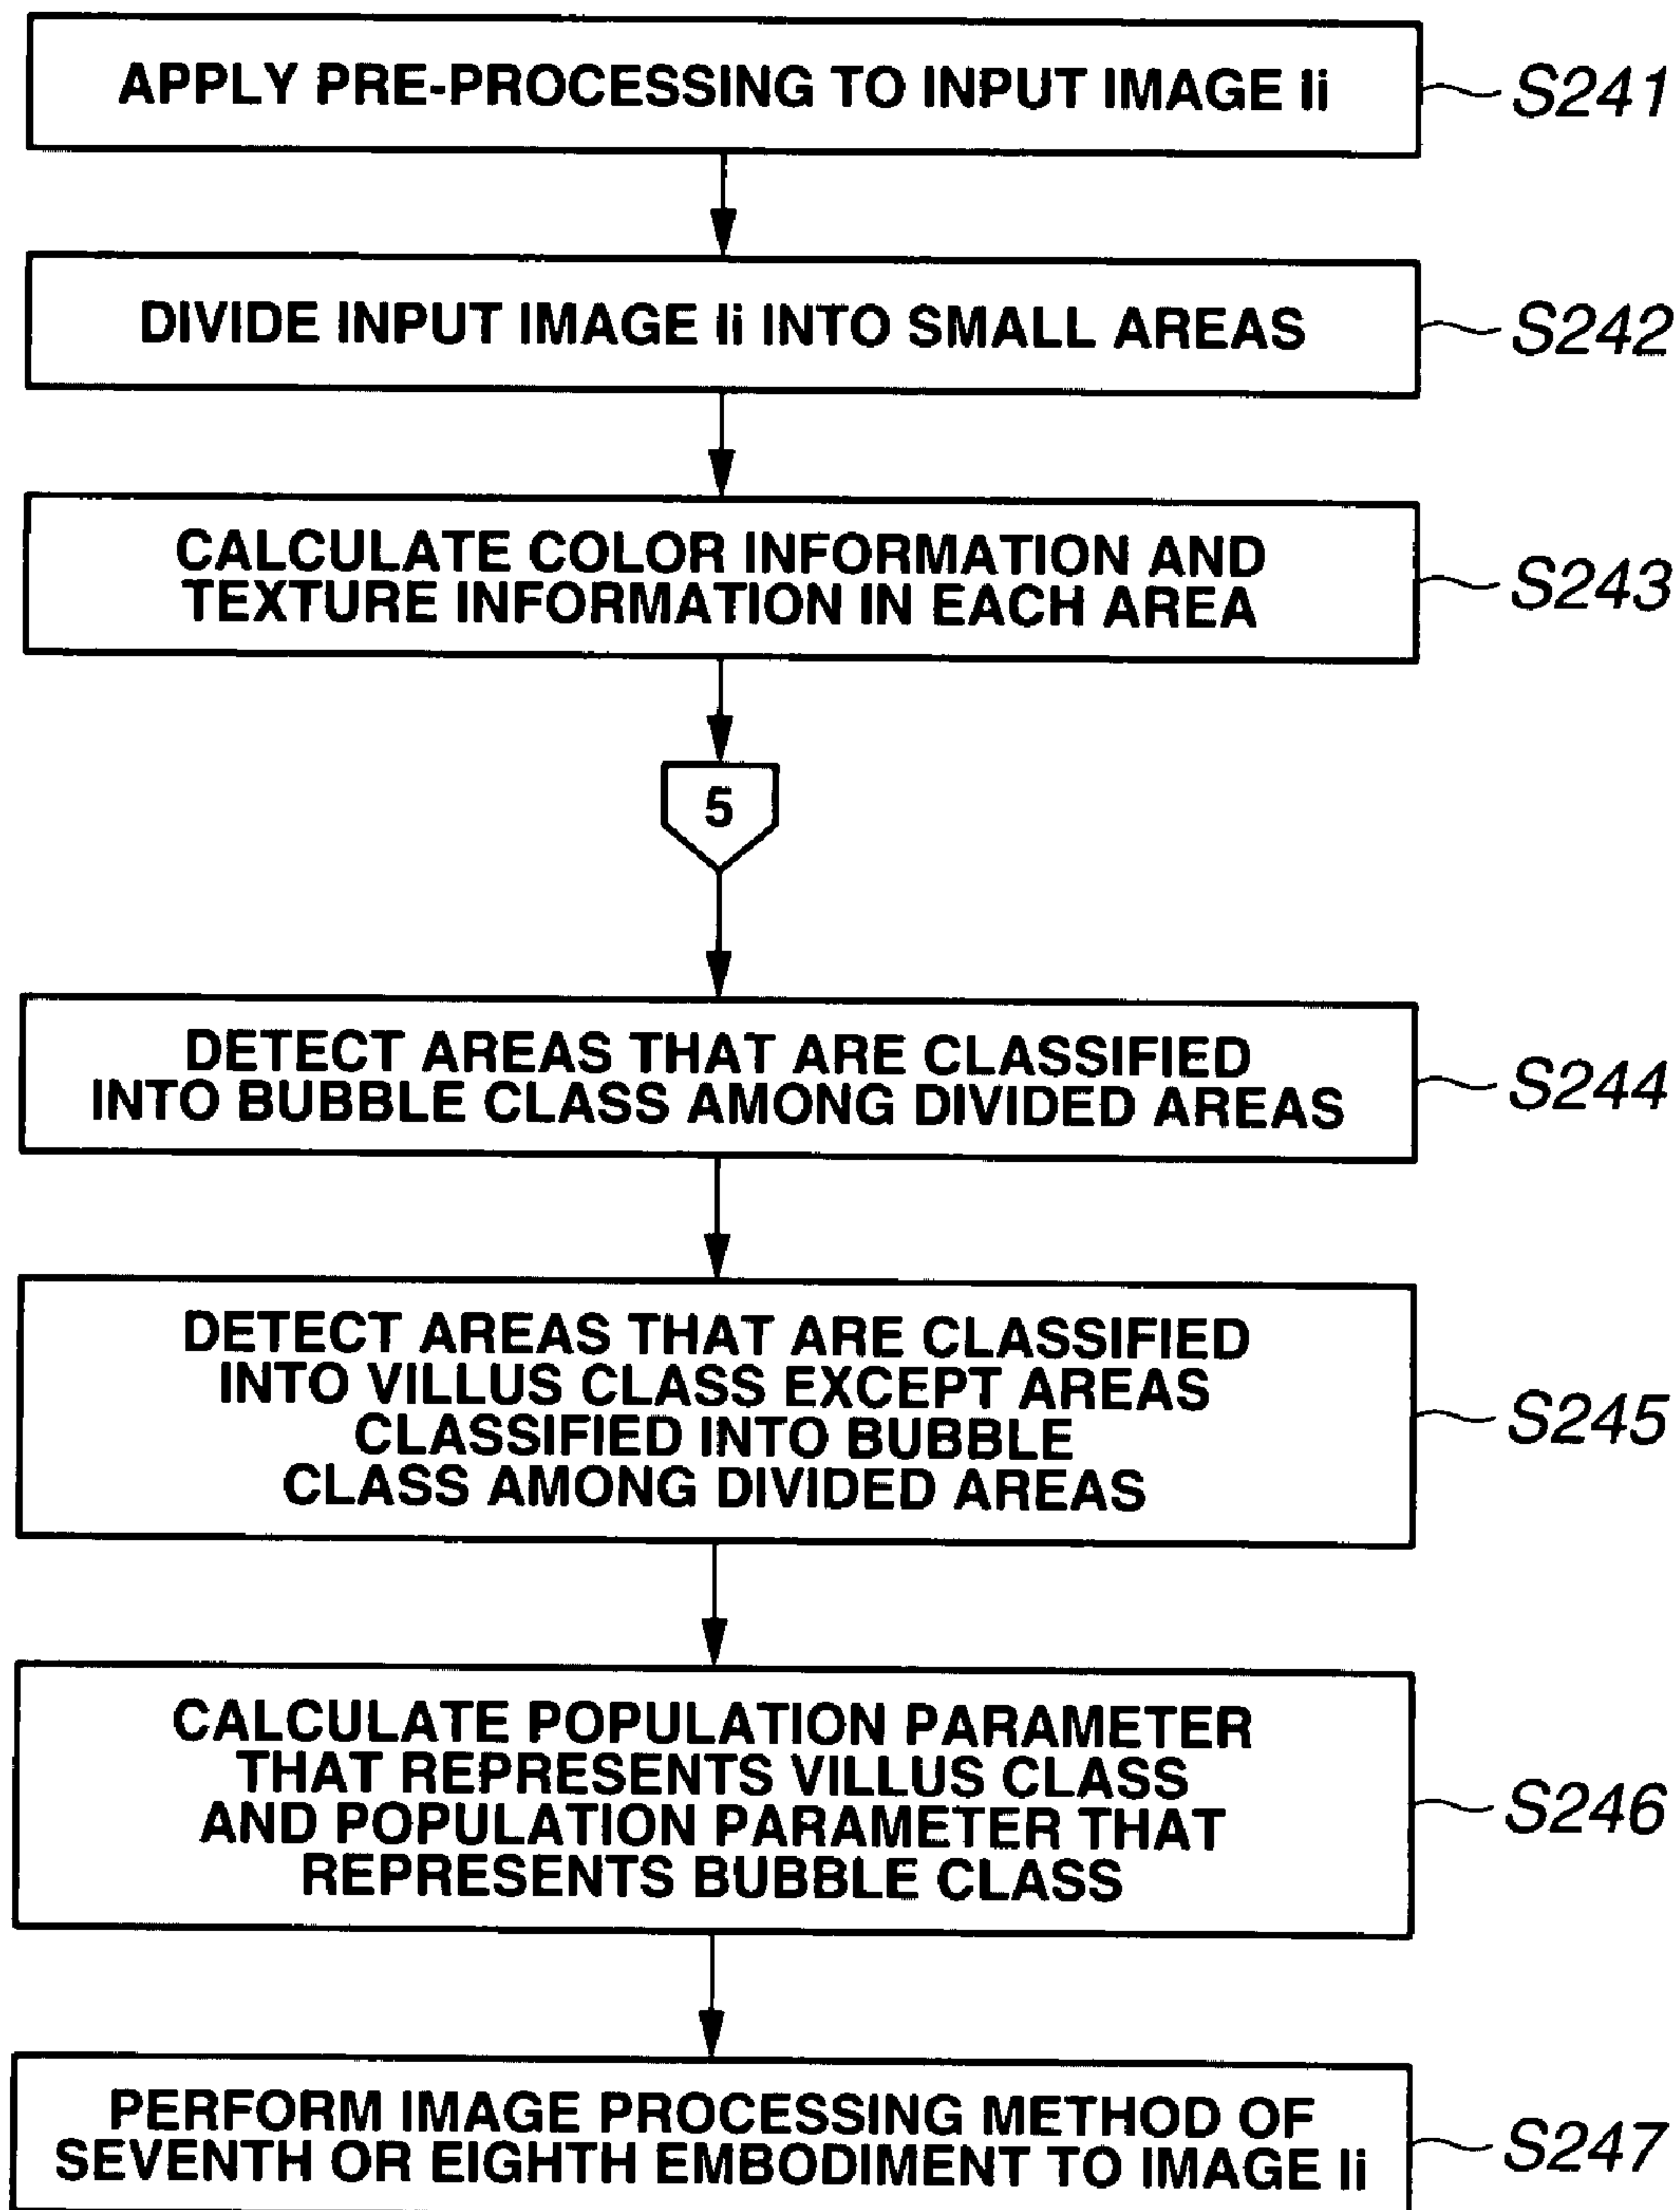 APPLY PRE-PROCESSING TO INPUT IMAGE Ii
S241
DIVIDE INPUT IMAGE Ii INTO SMALL AREAS
S242
CALCULATE COLOR INFORMATION AND
TEXTURE INFORMATION IN EACH AREA
S243
5
DETECT AREAS THAT ARE CLASSIFIED
INTO BUBBLE CLASS AMONG DIVIDED AREAS
S244
DETECT AREAS THAT ARE CLASSIFIED
INTO VILLUS CLASS EXCEPT AREAS
CLASSIFIED INTO BUBBLE
CLASS AMONG DIVIDED AREAS
S245
CALCULATE POPULATION PARAMETER
THAT REPRESENTS VILLUS CLASS
AND POPULATION PARAMETER THAT
REPRESENTS BUBBLE CLASS
S246
PERFORM IMAGE PROCESSING METHOD OF
SEVENTH OR EIGHTH EMBODIMENT TO IMAGE Ii
S247